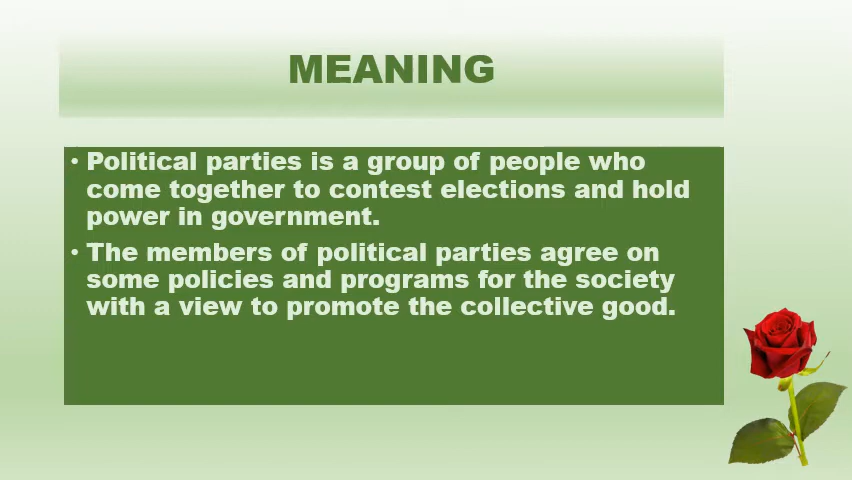 MEANING
• Political parties is a group of people who
come together to contest elections and hold
power in government.
• The members of political parties agree on
some policies and programs for the society
with a view to promote the collective good.